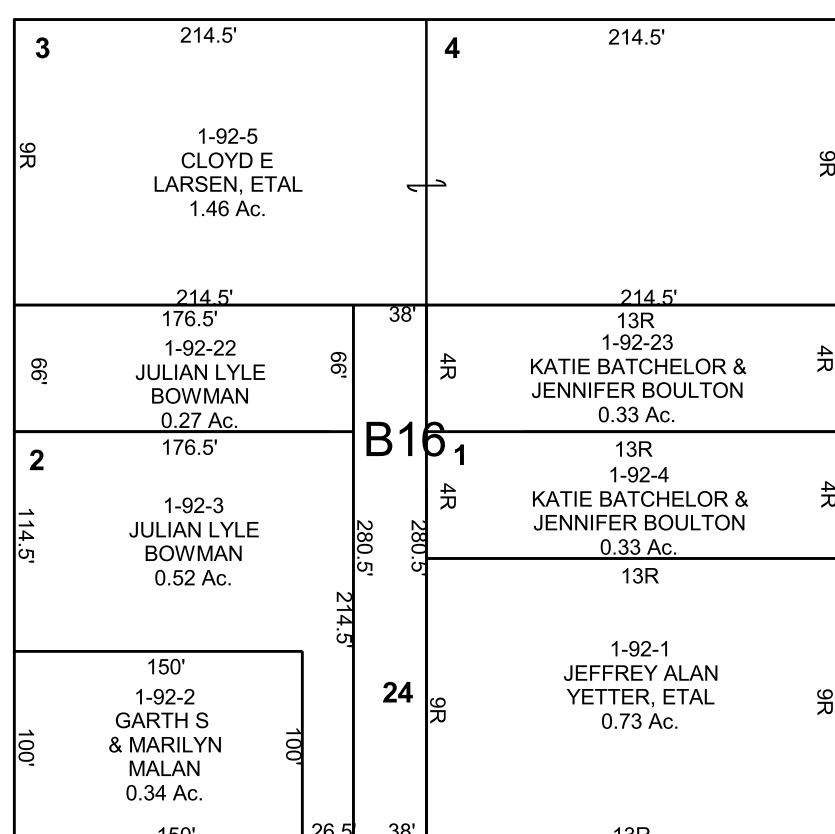 3
214.5'
4
214.5'
9R
1-92-5
CLOYD E
LARSEN, ETAL
1.46 Ac.
9R
214.5'
214.5'
176.5'
38'
13R
66'
1-92-22
JULIAN LYLE
BOWMAN
0.27 Ac.
66'
4R
1-92-23
KATIE BATCHELOR &
JENNIFER BOULTON
0.33 Ac.
4R
B16
1
2
176.5'
13R
114.5'
1-92-3
JULIAN LYLE
BOWMAN
0.52 Ac.
280.5'
280.5'
214.5'
4R
1-92-4
KATIE BATCHELOR &
JENNIFER BOULTON
0.33 Ac.
4R
13R
150'
100'
1-92-2
GARTH S
& MARILYN
MALAN
0.34 Ac.
100'
24
9R
1-92-1
JEFFREY ALAN
YETTER, ETAL
0.73 Ac.
9R
150'
26.5'
38'
13R